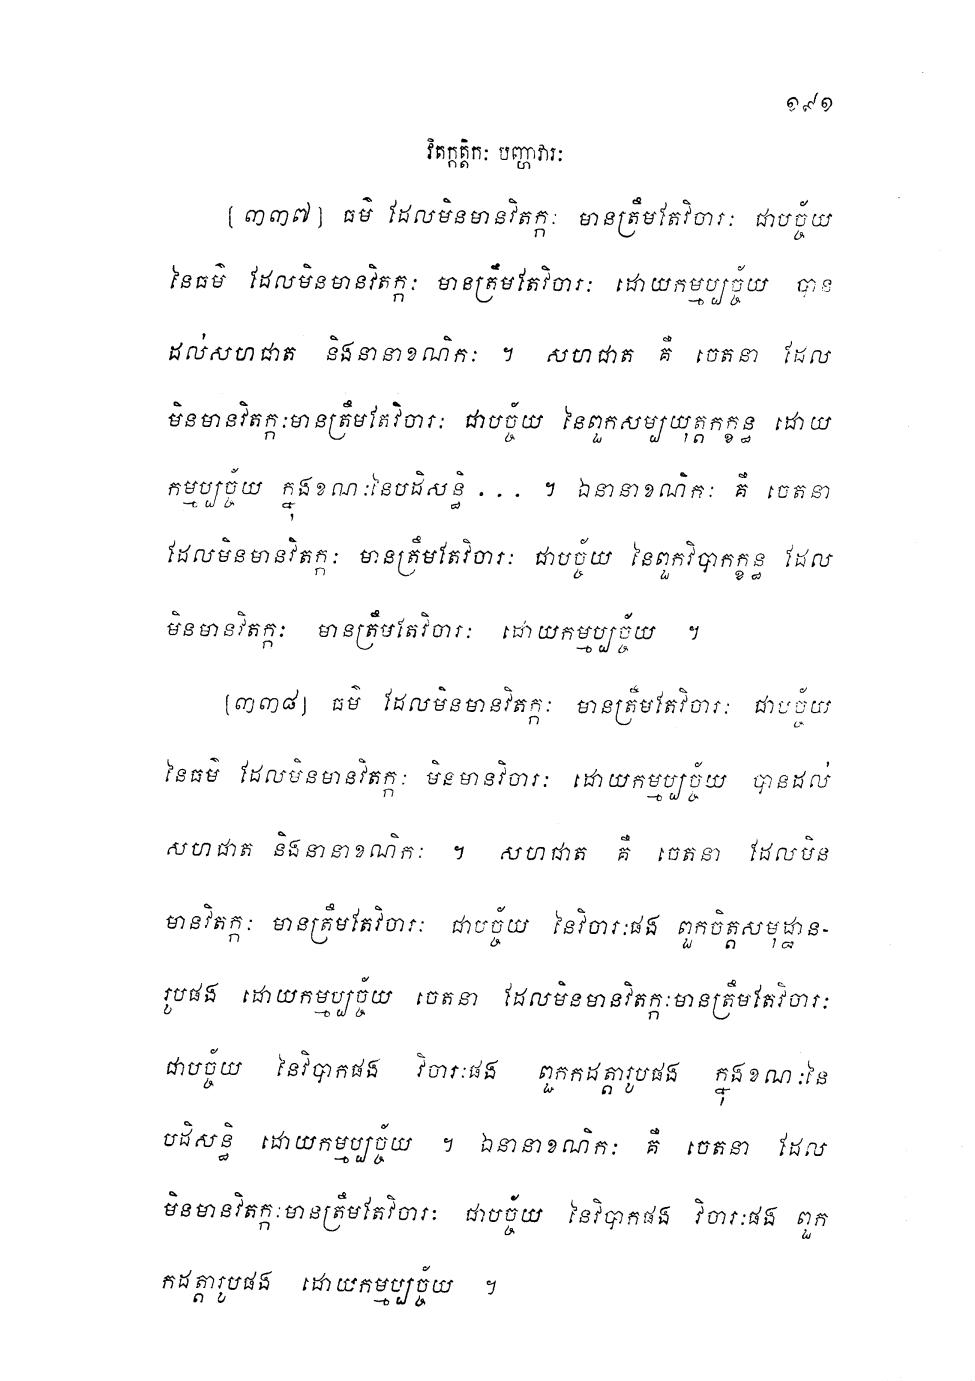 ១៩១
វិតក្កត្តិកៈ បញ្ហាវារៈ
[៣៣៧] ធម៌ ដែលមិនមានវិតក្កៈ មានត្រឹមតែវិចារៈ ជាបច្ច័យ
នៃធម៌ ដែលមិនមានវិតក្កៈ មានត្រឹមតែវិចារៈ ដោយកម្មប្បច្ច័យ បាន
ដល់សហជាត និងនានាខណិកៈ ។ សហជាត គឺ ចេតនា ដែល
មិនមានវិតក្កៈមានត្រឹមតែវិចារៈ ជាបច្ច័យ នៃពួកសម្បយុត្តកក្ខន្ធ ដោយ
កម្មប្បច្ច័យ ក្នុងខណៈនៃបដិសន្ធិ . . . ។ ឯនានាខណិកៈ គឺ ចេតនា
ដែលមិនមានវិតក្កៈ មានត្រឹមតែវិចារៈ ជាបច្ច័យ នៃពួកវិបាកក្ខន្ធ ដែល
មិនមានវិតក្កៈ មានត្រឹមតែវិចារៈ ដោយកម្មប្បច្ច័យ ។
[៣៣៨] ធម៌ ដែលមិនមានវិតក្កៈ មានត្រឹមតែវិចារៈ ជាបច្ច័យ
នៃធម៌ ដែលមិនមានវិតក្កៈ មិនមានវិចារៈ ដោយកម្មប្បច្ច័យ បានដល់
សហជាត និងនានាខណិកៈ ។ សហជាត គឺ ចេតនា ដែលមិន
មានវិតក្កៈ មានត្រឹមតែវិចារៈ ជាបច្ច័យ នៃវិចារៈផង ពួកចិត្តសមុដ្ឋាន-
រូបផង ដោយកម្មប្បច្ច័យ ចេតនា ដែលមិនមានវិតក្កៈមានត្រឹមតែវិចារៈ
ជាបច្ច័យ នៃវិបាកផង វិចារៈផង ពួកកដត្តារូបផង ក្នុងខណៈនៃ
បដិសន្ធិ ដោយកម្មប្បច្ច័យ ។ ឯនានាខណិកៈ គឺ ចេតនា ដែល
មិនមានវិតក្កៈមានត្រឹមតែវិចារៈ ជាបច្ច័យ នៃវិបាកផង វិចារៈផង ពួក
កដត្តារូបផង ដោយកម្មប្បច្ច័យ ។